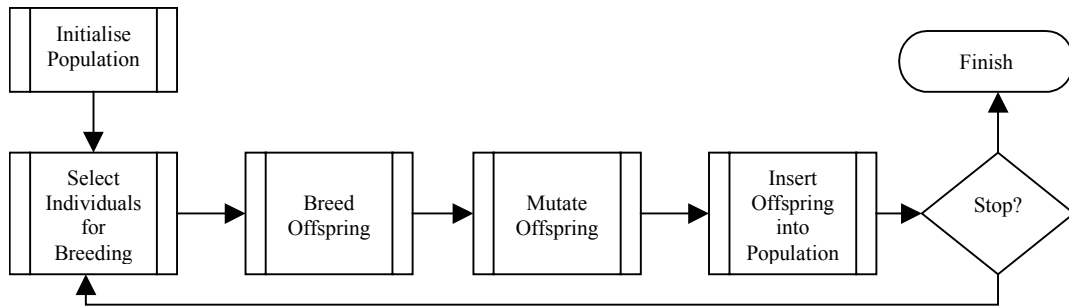 Initialise
Population
Finish
Select
Individuals
for
Breeding
Breed
Offspring
Mutate
Offspring
Insert
Offspring
into
Population
Stop?